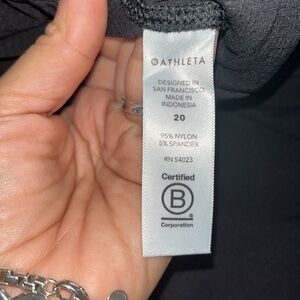 ATHLETA
DESIGNED IN
SAN FRANCISCO
MADE IN
INDONESIA
20
95% NYLON
5% SPANDEX
RN 54023
Certified
B
Corporation